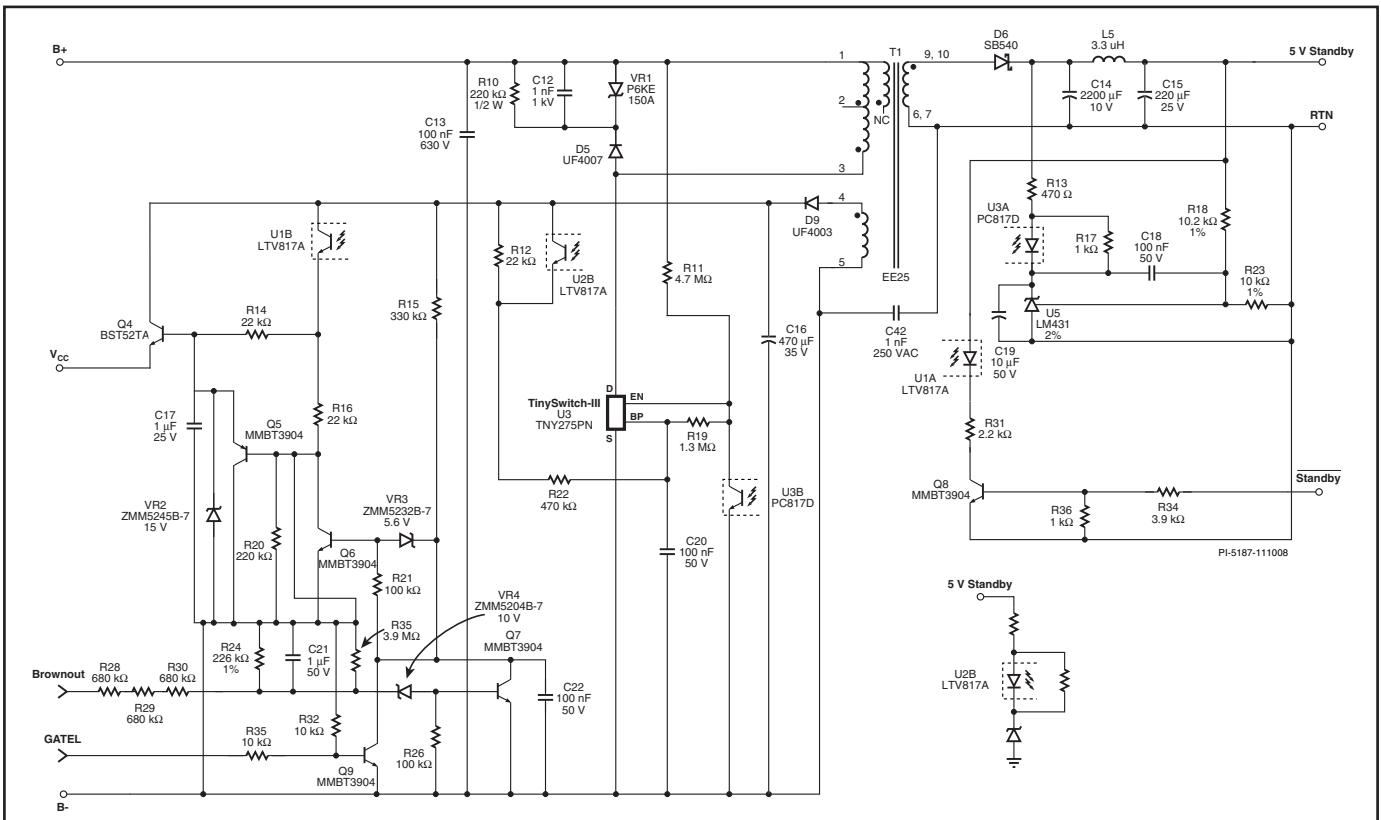 B+
R10
220 kΩ
1/2 W
C12
1 nF
1 kV
VR1
P6KE
150A
C13
100 nF
630 V
D5
UF4007
1
2
3
4
5
NC
T1
EE25
9, 10
6, 7
D6
SB540
L5
3.3 uH
5 V Standby
C14
2200 µF
10 V
C15
220 µF
25 V
RTN
U1B
LTV817A
R12
22 kΩ
U2B
LTV817A
R11
4.7 MΩ
D9
UF4003
R13
470 Ω
U3A
PC817D
R17
1 kΩ
C18
100 nF
50 V
R18
10.2 kΩ
1%
R23
10 kΩ
1%
U5
LM431
2%
Q4
BST52TA
R14
22 kΩ
R15
330 kΩ
C16
470 µF
35 V
C42
1 nF
250 VAC
C19
10 µF
50 V
U1A
LTV817A
VCC
C17
1 µF
25 V
R16
22 kΩ
Q5
MMBT3904
TinySwitch-III
U3
TNY275PN
D
S
EN
BP
R19
1.3 MΩ
R31
2.2 kΩ
Standby
VR2
ZMM5245B-7
15 V
VR3
ZMM5232B-7
5.6 V
R22
470 kΩ
U3B
PC817D
Q8
MMBT3904
R36
1 kΩ
R34
3.9 kΩ
R20
220 kΩ
Q6
MMBT3904
R21
100 kΩ
C20
100 nF
50 V
PI-5187-111008
VR4
ZMM5204B-7
10 V
Q7
MMBT3904
5 V Standby
R24
226 kΩ
1%
C21
1 µF
50 V
R35
3.9 MΩ
Brownout
R28
680 kΩ
R29
680 kΩ
R30
680 kΩ
C22
100 nF
50 V
U2B
LTV817A
GATEL
R35
10 kΩ
R32
10 kΩ
R26
100 kΩ
Q9
MMBT3904
B-